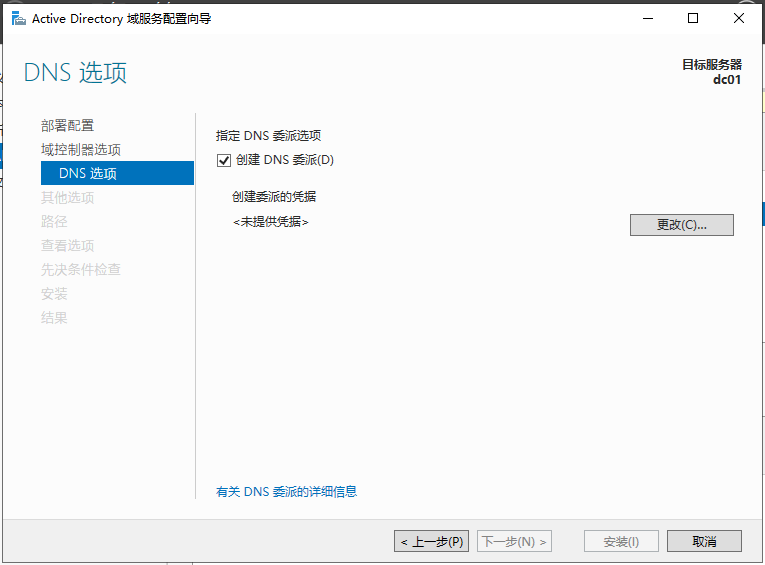 Active Directory 域服务配置向导
DNS 选项
目标服务器
dc01
部署配置
域控制器选项
DNS 选项
其他选项
路径
查看选项
先决条件检查
安装
结果
指定 DNS 委派选项
创建 DNS 委派(D)
创建委派的凭据
<未提供凭据>
更改(C)...
有关 DNS 委派的详细信息
< 上一步(P)
下一步(N) >
安装(I)
取消